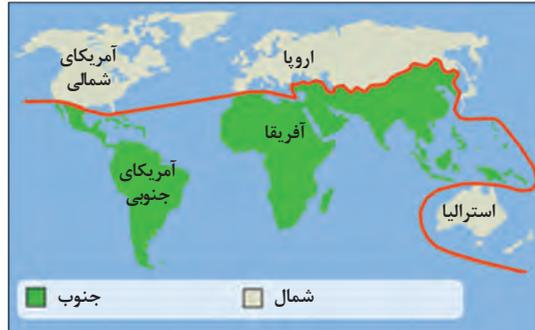 آمریکای
شمالی
اروپا
آفریقا
آمریکای
جنوبی
استرالیا
شمال
جنوب